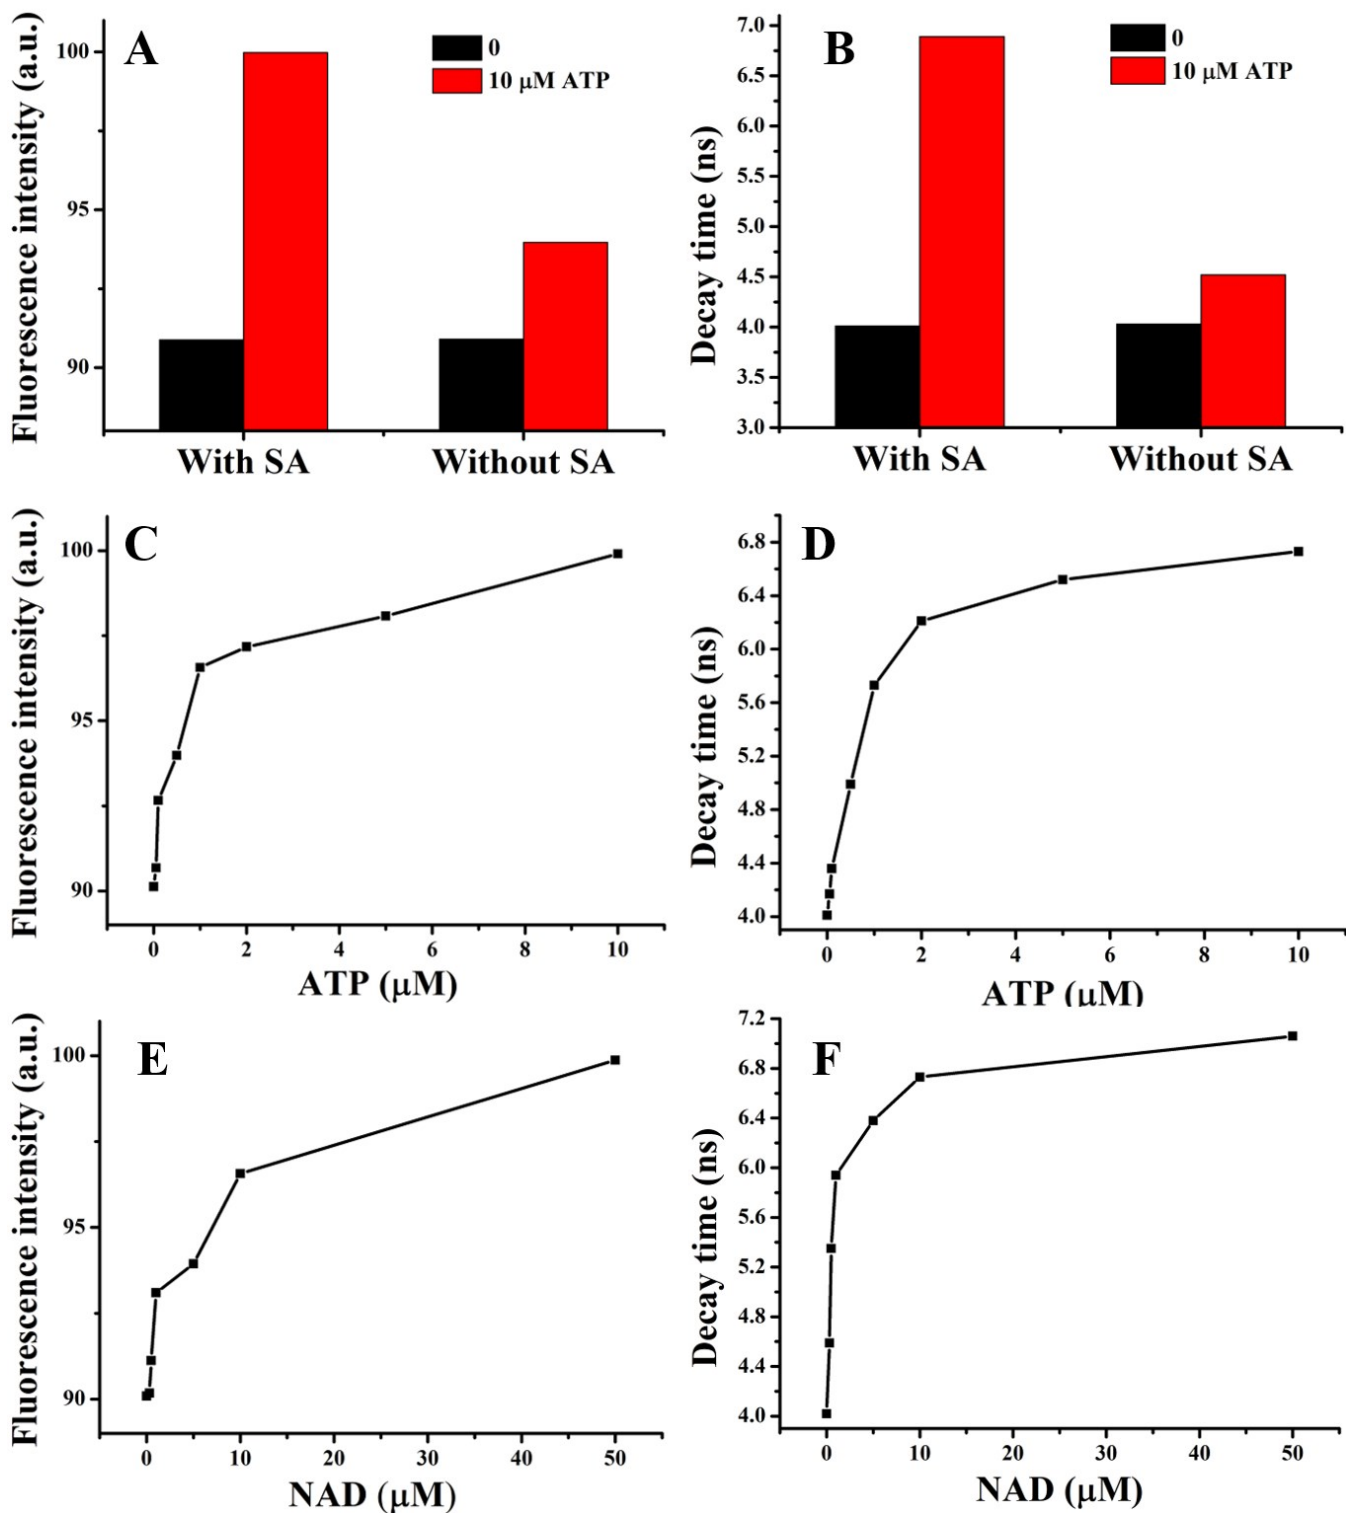 A
Fluorescence intensity (a.u.)
100
95
90
0
10 μM ATP
With SA
Without SA
B
Decay time (ns)
7.0
6.5
6.0
5.5
5.0
4.5
4.0
3.5
3.0
0
10 μM ATP
With SA
Without SA
C
Fluorescence intensity (a.u.)
100
95
90
0 2 4 6 8 10
ATP (μM)
D
Decay time (ns)
6.8
6.4
6.0
5.6
5.2
4.8
4.4
4.0
0 2 4 6 8 10
ATP (μM)
E
Fluorescence intensity (a.u.)
100
95
90
0 10 20 30 40 50
NAD (μM)
F
Decay time (ns)
7.2
6.8
6.4
6.0
5.6
5.2
4.8
4.4
4.0
0 10 20 30 40 50
NAD (μM)